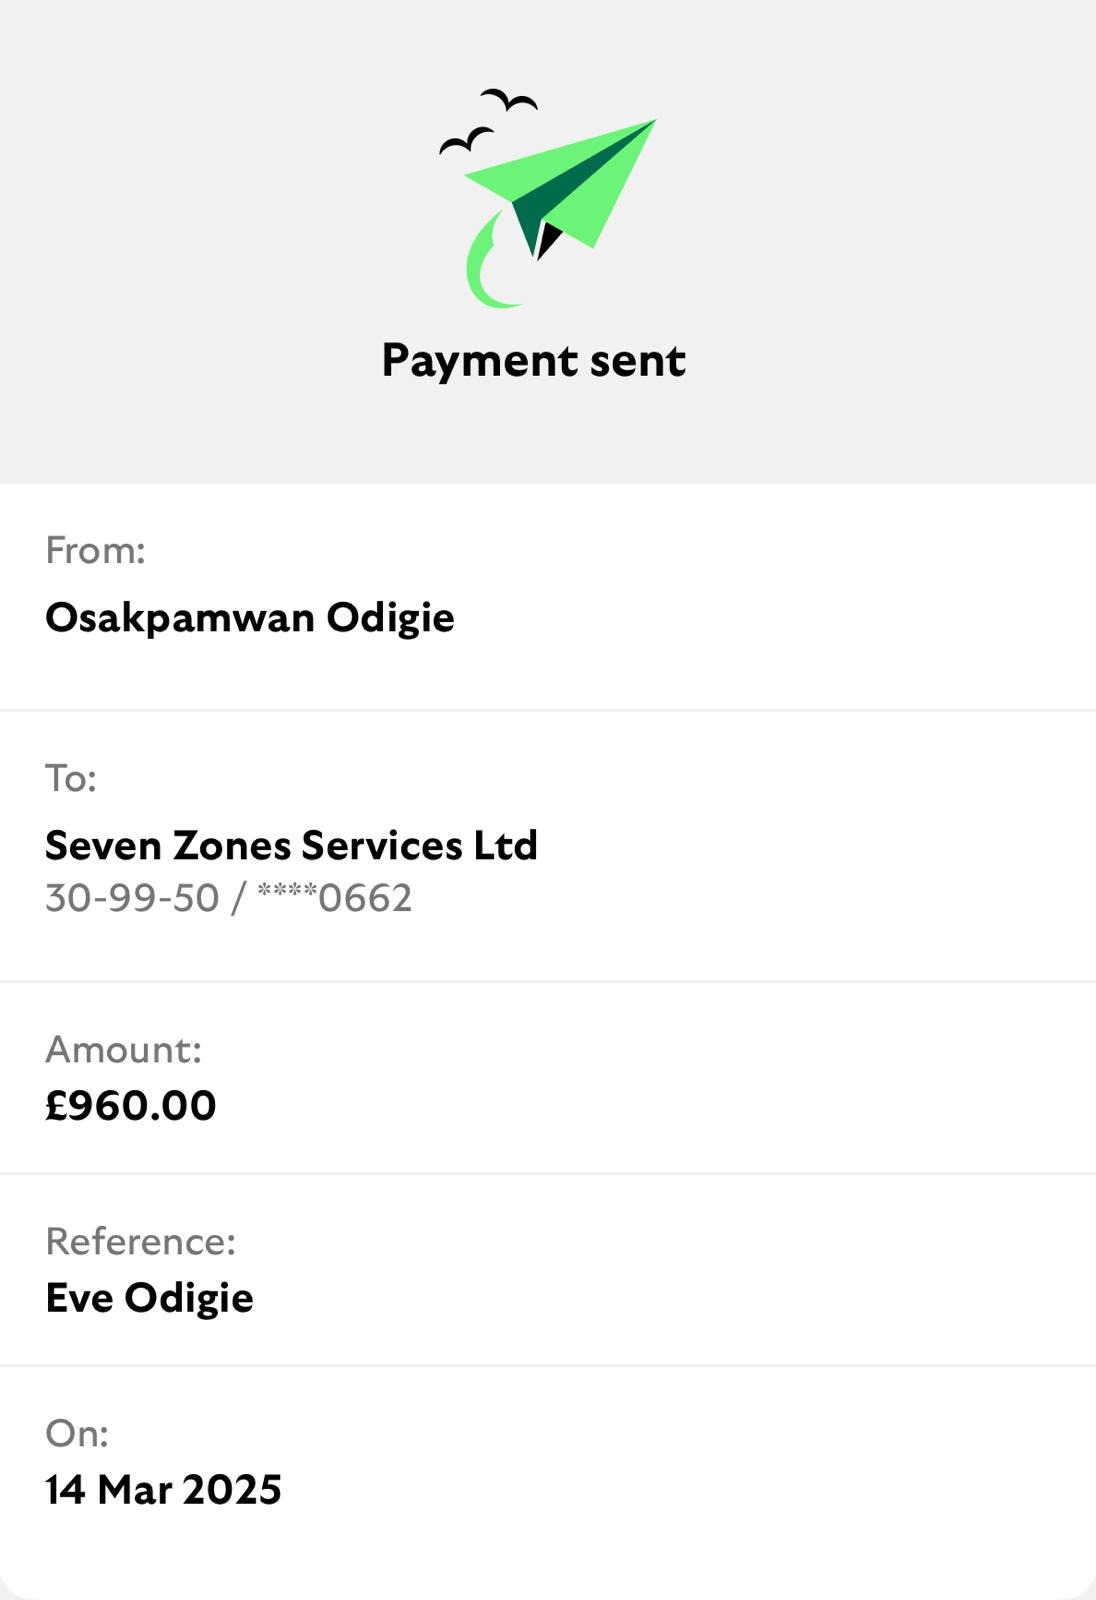 Payment sent
From:
Osakpamwan Odigie
To:
Seven Zones Services Ltd
30-99-50 / ****0662
Amount:
£960.00
Reference:
Eve Odigie
On:
14 Mar 2025